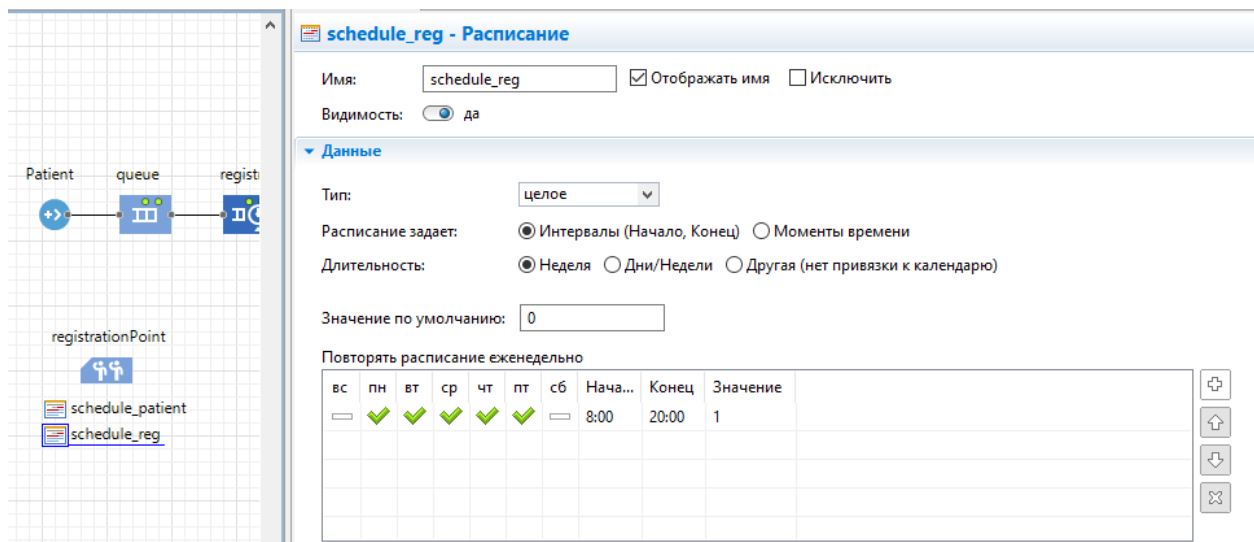 schedule_reg - Расписание
Имя: schedule_reg Отображать имя Исключить
Видимость: да
Данные
Patient queue regist
Тип: целое
Расписание задает: Интервалы (Начало, Конец) Моменты времени
Длительность: Неделя Дни/Недели Другая (нет привязки к календарю)
Значение по умолчанию: 0
registrationPoint
Повторять расписание еженедельно
вс пн вт ср чт пт сб Нача... Конец Значение
schedule_patient
8:00 20:00 1
schedule_reg